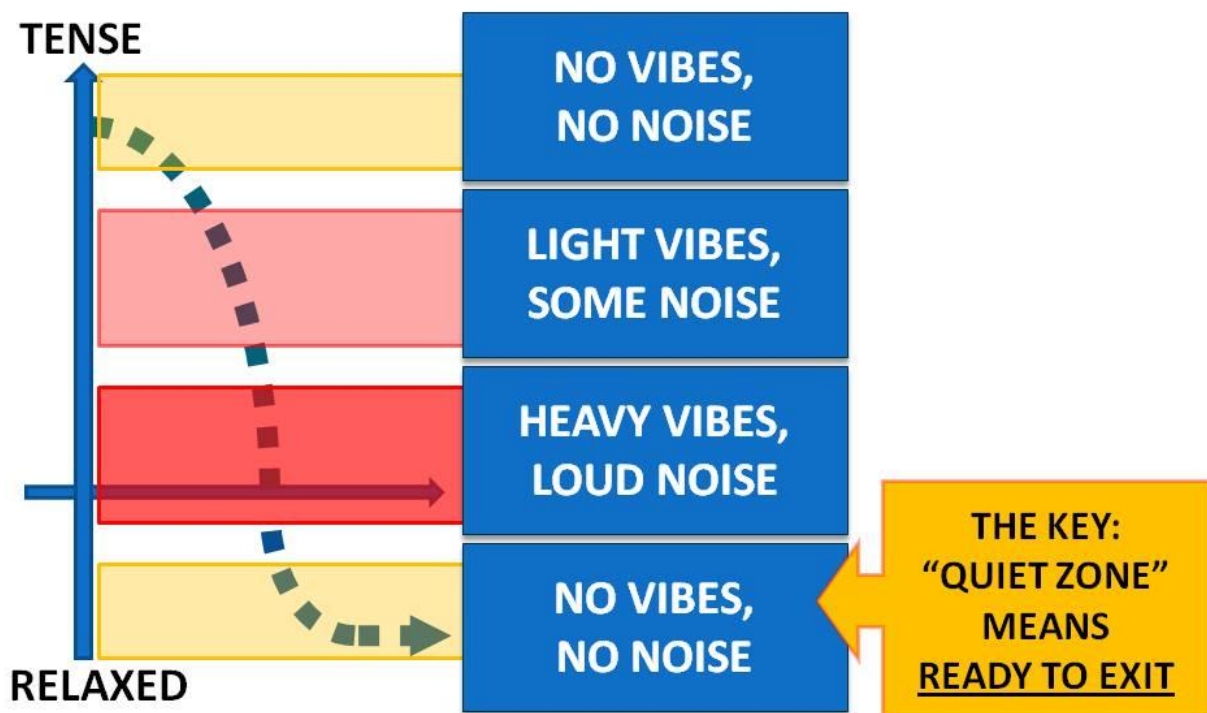 TENSE
NO VIBES,
NO NOISE
LIGHT VIBES,
SOME NOISE
HEAVY VIBES,
LOUD NOISE
NO VIBES,
NO NOISE
THE KEY:
“QUIET ZONE”
MEANS
READY TO EXIT
RELAXED